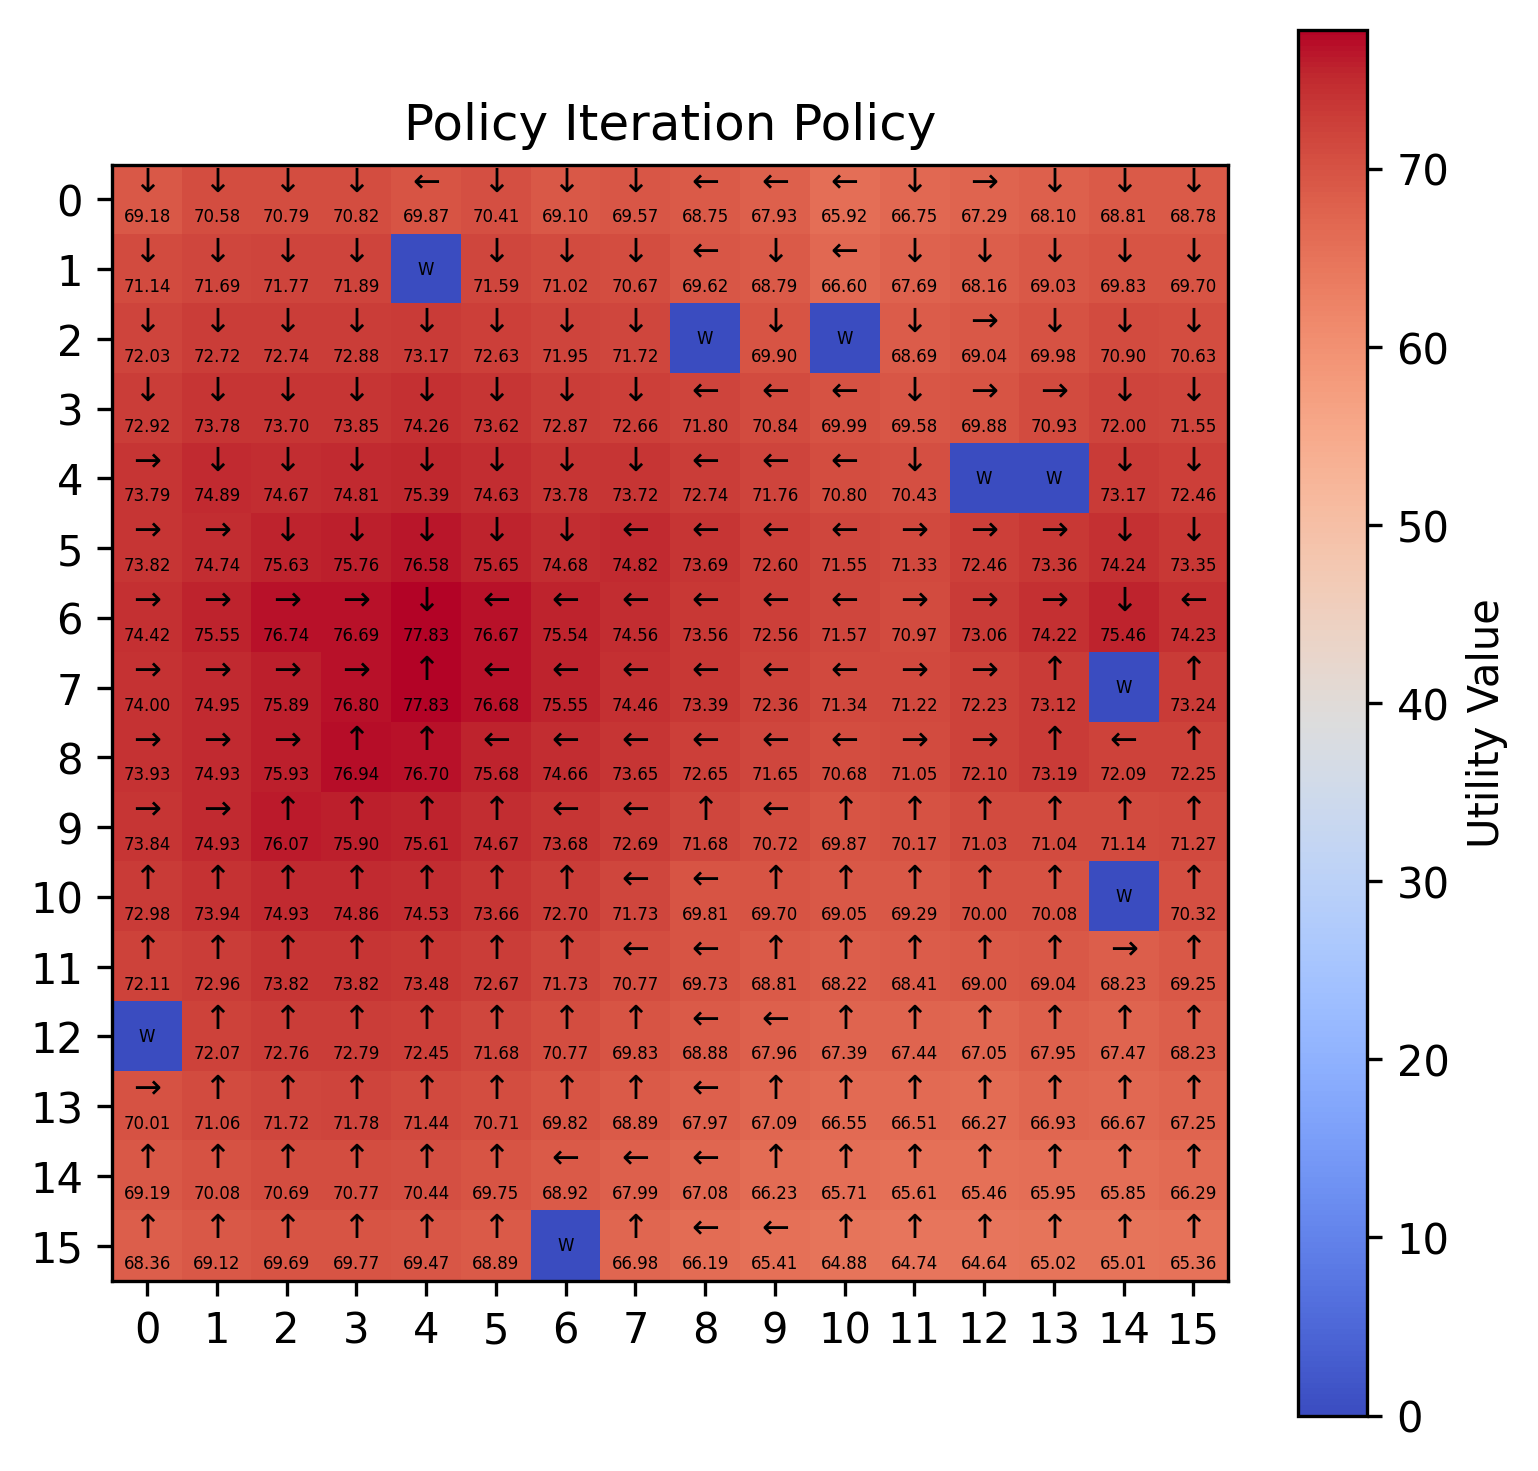 Policy Iteration Policy
0 ↓ ↓ ↓ ↓ ← ↓ ↓ ↓ ← ← ← ↓ → ↓ ↓ ↓
69.18 70.58 70.79 70.82 69.87 70.41 69.10 69.57 68.75 67.93 65.92 66.75 67.29 68.10 68.81 68.78
1 ↓ ↓ ↓ ↓ W ↓ ↓ ↓ ← ↓ ← ↓ ↓ ↓ ↓ ↓
71.14 71.69 71.77 71.89 71.59 71.02 70.67 69.62 68.79 66.60 67.69 68.16 69.03 69.83 69.70
2 ↓ ↓ ↓ ↓ ↓ ↓ ↓ ↓ W ↓ W ↓ → ↓ ↓ ↓
72.03 72.72 72.74 72.88 73.17 72.63 71.95 71.72 69.90 68.69 69.04 69.98 70.90 70.63
3 ↓ ↓ ↓ ↓ ↓ ↓ ↓ ↓ ← ← ← ↓ → → ↓ ↓
72.92 73.78 73.70 73.85 74.26 73.62 72.87 72.66 71.80 70.84 69.99 69.58 69.88 70.93 72.00 71.55
4 → ↓ ↓ ↓ ↓ ↓ ↓ ↓ ← ← ← ↓ W W ↓ ↓
73.79 74.89 74.67 74.81 75.39 74.63 73.78 73.72 72.74 71.76 70.80 70.43 73.17 72.46
5 → → ↓ ↓ ↓ ↓ ↓ ← ← ← ← → → → ↓ ↓
73.82 74.74 75.63 75.76 76.58 75.65 74.68 74.82 73.69 72.60 71.55 71.33 72.46 73.36 74.24 73.35
6 → → → → ↓ ← ← ← ← ← ← → → → ↓ ←
74.42 75.55 76.74 76.69 77.83 76.67 75.54 74.56 73.56 72.56 71.57 70.97 73.06 74.22 75.46 74.23
7 → → → → ↑ ← ← ← ← ← ← → → ↑ W ↑
74.00 74.95 75.89 76.80 77.83 76.68 75.55 74.46 73.39 72.36 71.34 71.22 72.23 73.12 73.24
8 → → → ↑ ↑ ← ← ← ← ← ← → → ↑ ← ↑
73.93 74.93 75.93 76.94 76.70 75.68 74.66 73.65 72.65 71.65 70.68 71.05 72.10 73.19 72.09 72.25
9 → → ↑ ↑ ↑ ↑ ← ← ↑ ← ↑ ↑ ↑ ↑ ↑ ↑
73.84 74.93 76.07 75.90 75.61 74.67 73.68 72.69 71.68 70.72 69.87 70.17 71.03 71.04 71.14 71.27
10 ↑ ↑ ↑ ↑ ↑ ↑ ↑ ← ← ↑ ↑ ↑ ↑ ↑ W ↑
72.98 73.94 74.93 74.86 74.53 73.66 72.70 71.73 69.81 69.70 69.05 69.29 70.00 70.08 70.32
11 ↑ ↑ ↑ ↑ ↑ ↑ ↑ ← ← ↑ ↑ ↑ ↑ ↑ → ↑
72.11 72.96 73.82 73.82 73.48 72.67 71.73 70.77 69.73 68.81 68.22 68.41 69.00 69.04 68.23 69.25
12 W ↑ ↑ ↑ ↑ ↑ ↑ ↑ ← ← ↑ ↑ ↑ ↑ ↑ ↑
72.07 72.76 72.79 72.45 71.68 70.77 69.83 68.88 67.96 67.39 67.44 67.05 67.95 67.47 68.23
13 → ↑ ↑ ↑ ↑ ↑ ↑ ↑ ← ↑ ↑ ↑ ↑ ↑ ↑ ↑
70.01 71.06 71.72 71.78 71.44 70.71 69.82 68.89 67.97 67.09 66.55 66.51 66.27 66.93 66.67 67.25
14 ↑ ↑ ↑ ↑ ↑ ↑ ← ← ← ↑ ↑ ↑ ↑ ↑ ↑ ↑
69.19 70.08 70.69 70.77 70.44 69.75 68.92 67.99 67.08 66.23 65.71 65.61 65.46 65.95 65.85 66.29
15 ↑ ↑ ↑ ↑ ↑ ↑ W ↑ ← ← ↑ ↑ ↑ ↑ ↑ ↑
68.36 69.12 69.69 69.77 69.47 68.89 66.98 66.19 65.41 64.88 64.74 64.64 65.02 65.01 65.36
0 1 2 3 4 5 6 7 8 9 10 11 12 13 14 15
70
60
50
40
30
20
10
0
Utility Value